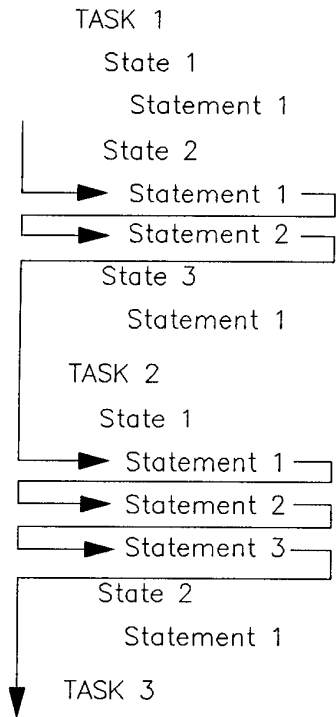 TASK 1
State 1
Statement 1
State 2
Statement 1
Statement 2
State 3
Statement 1
TASK 2
State 1
Statement 1
Statement 2
Statement 3
State 2
Statement 1
TASK 3